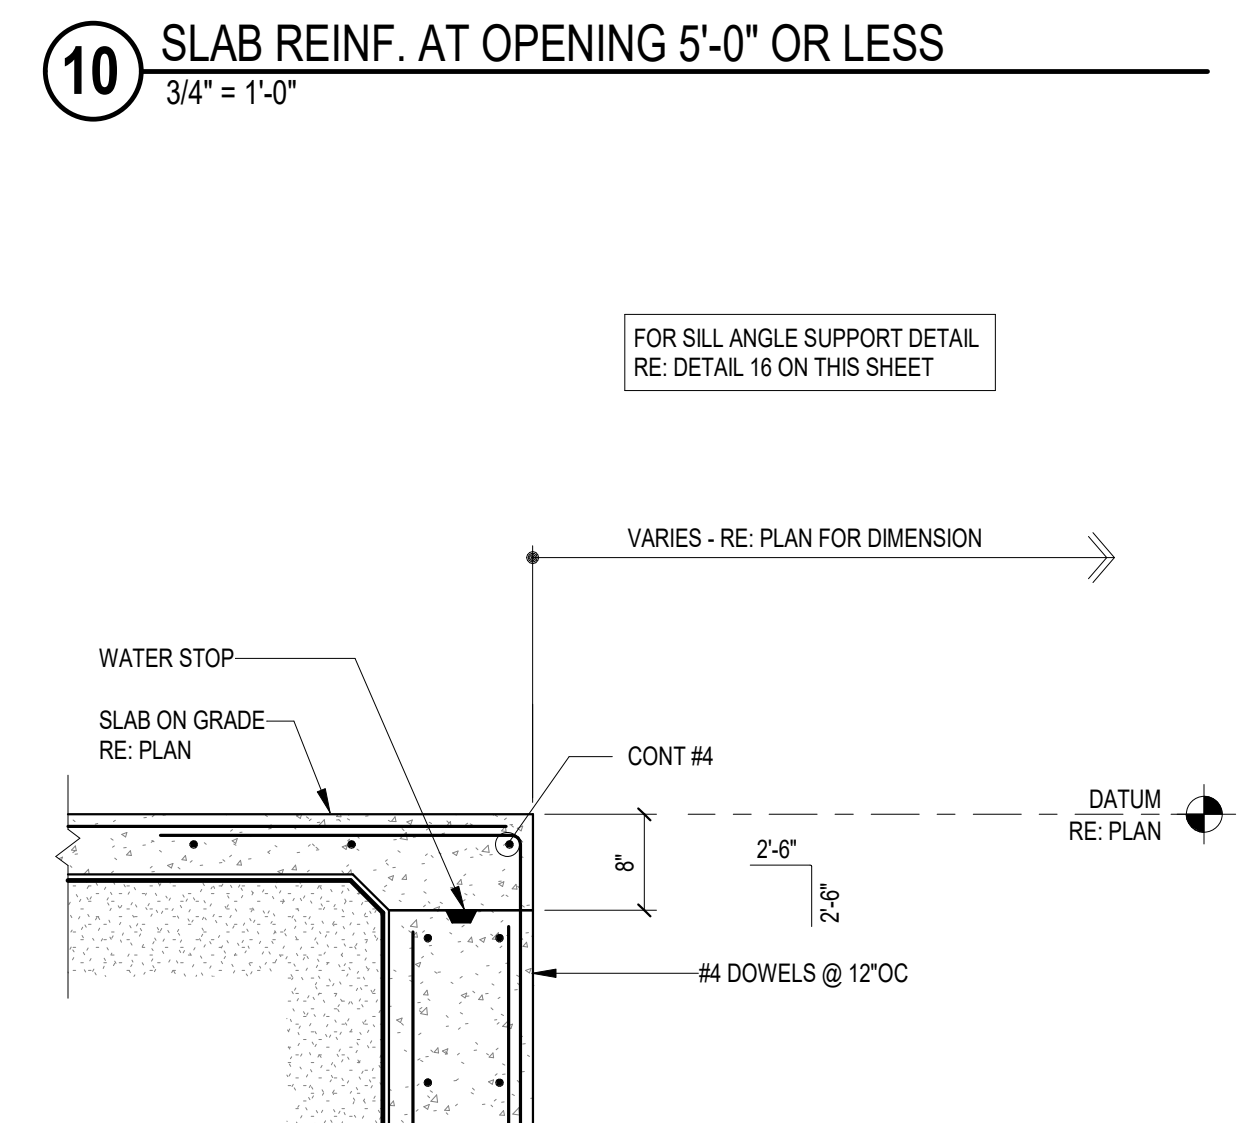 10
SLAB REINF. AT OPENING 5'-0" OR LESS
3/4" = 1'-0"
FOR SILL ANGLE SUPPORT DETAIL
RE: DETAIL 16 ON THIS SHEET
VARIES - RE: PLAN FOR DIMENSION
WATER STOP
SLAB ON GRADE
RE: PLAN
CONT #4
DATUM
RE: PLAN
8"
2'-6"
2'-6"
#4 DOWELS @ 12"OC